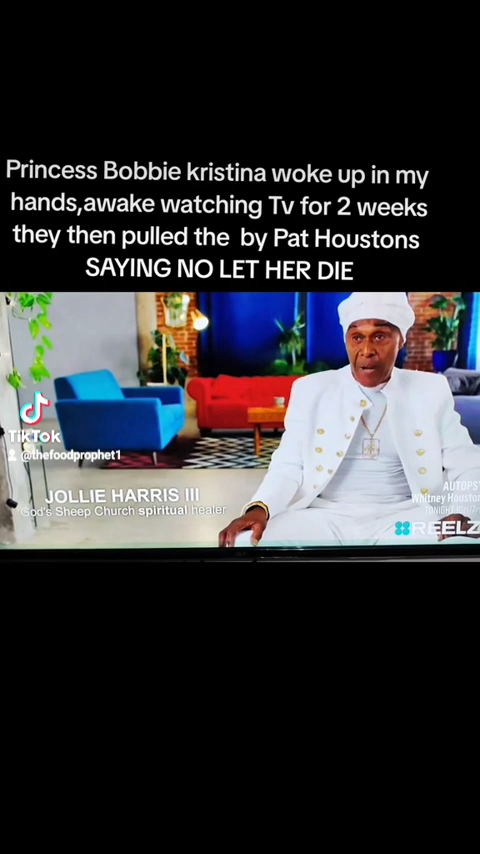 Princess Bobbie kristina woke up in my
hands,awake watching Tv for 2 weeks
they then pulled the by Pat Houstons
SAYING NO LET HER DIE
TikTok
@thefoodprophet1
JOLLIE HARRIS III
God's Sheep Church spiritual healer
AUTOPSY
Whitney Houston
TONIGHT
REELZ